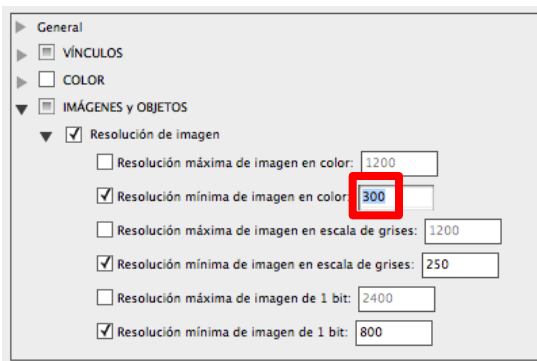 General
VÍNCULOS
COLOR
IMÁGENES y OBJETOS
Resolución de imagen
Resolución máxima de imagen en color: 1200
Resolución mínima de imagen en color: 300
Resolución máxima de imagen en escala de grises: 1200
Resolución mínima de imagen en escala de grises: 250
Resolución máxima de imagen de 1 bit: 2400
Resolución mínima de imagen de 1 bit: 800